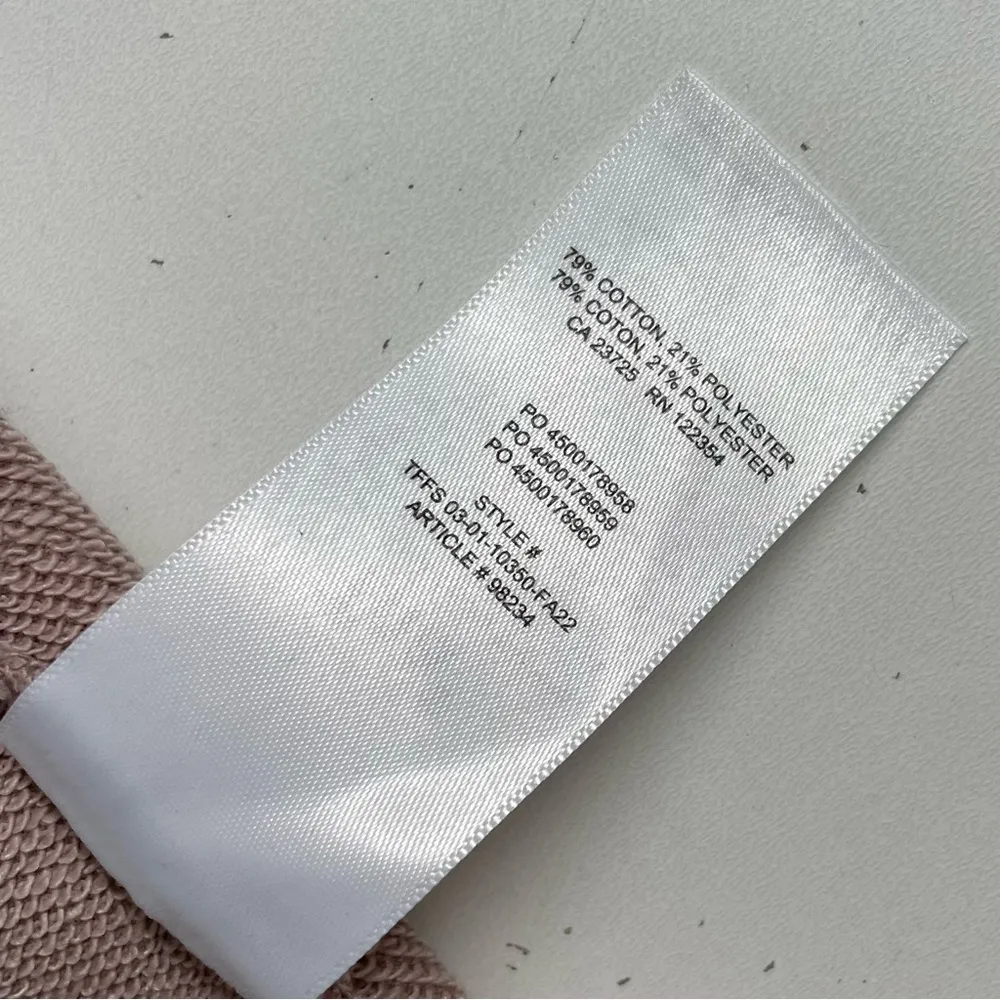 79% COTTON, 21% POLYESTER
79% COTON, 21% POLYESTER
CA 23725 RN 122354
PO 4500178958
PO 4500178959
PO 4500178960
STYLE #
TFFS 03-01-10350-FA22
ARTICLE # 98234